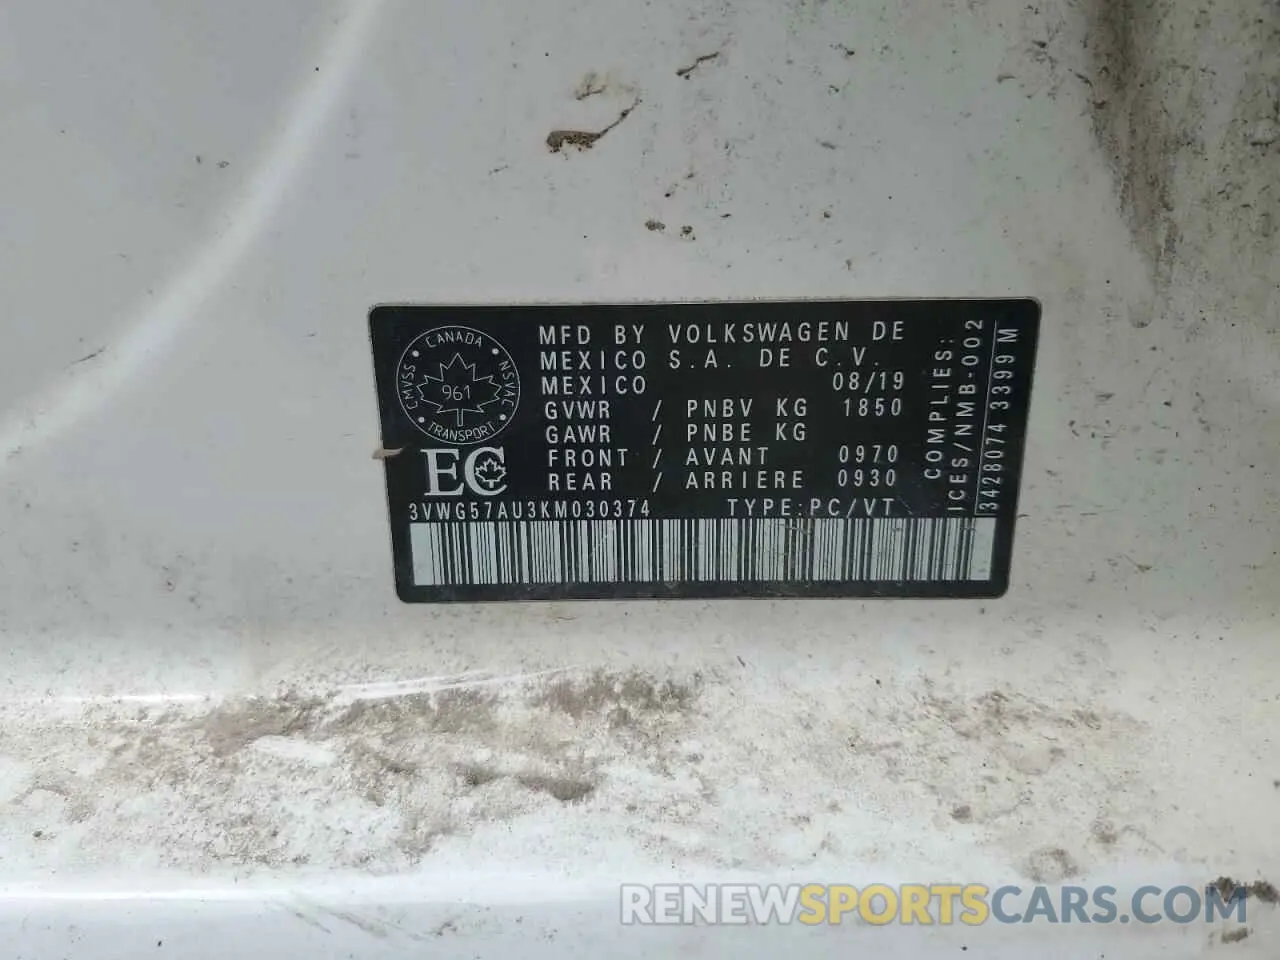 CANADA
CMVSS
NSVAC
961
TRANSPORT
EC
MFD BY VOLKSWAGEN DE
MEXICO S.A. DE C.V.
MEXICO 08/19
GVWR / PNBV KG 1850
GAWR / PNBE KG
FRONT / AVANT 0970
REAR / ARRIERE 0930
3VWG57AU3KM030374 TYPE:PC/VT
COMPLIES:
ICES/NMB-002
3428074 3399 M
RENEWSPORTSCARS.COM